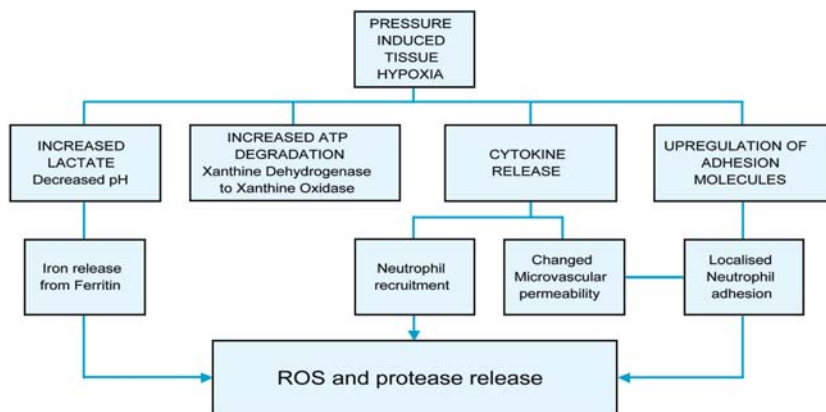 PRESSURE
INDUCED
TISSUE
HYPOXIA
INCREASED
LACTATE
Decreased pH
INCREASED ATP
DEGRADATION
Xanthine Dehydrogenase
to Xanthine Oxidase
CYTOKINE
RELEASE
UPREGULATION OF
ADHESION
MOLECULES
Iron release
from Ferritin
Neutrophil
recruitment
Changed
Microvascular
permeability
Localised
Neutrophil
adhesion
ROS and protease release